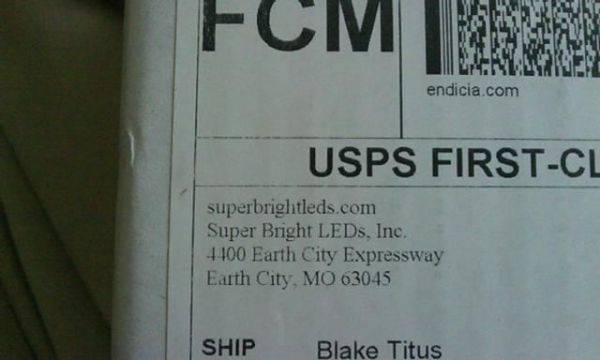 FCM
endicia.com
USPS FIRST-CL
superbrightleds.com
Super Bright LEDs, Inc.
4400 Earth City Expressway
Earth City, MO 63045
SHIP Blake Titus